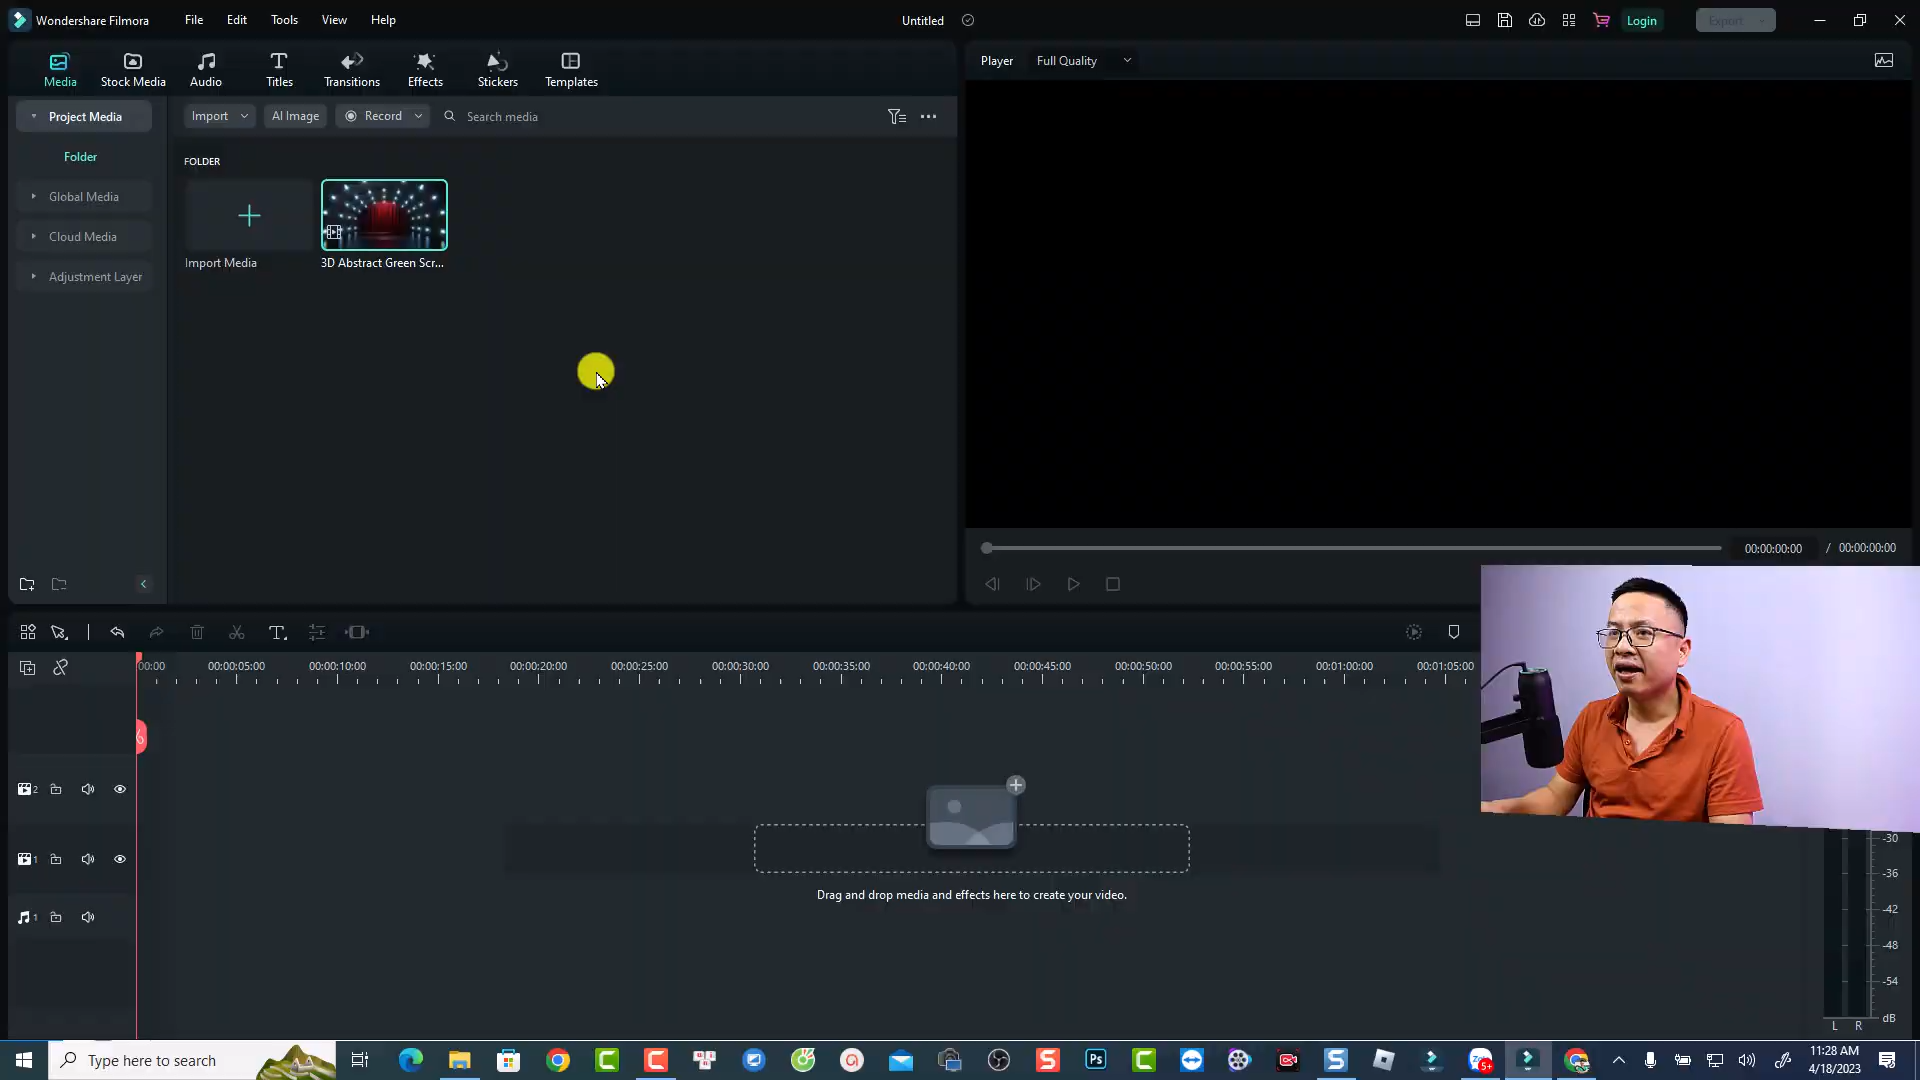 Wondershare Filmora
File
Edit
Tools
View
Help
Untitled
Login
Export
Media
Stock Media
Audio
Titles
Transitions
Effects
Stickers
Templates
Player
Full Quality
Project Media
Import
AI Image
Record
Search media
Folder
FOLDER
Global Media
Cloud Media
Adjustment Layer
Import Media
3D Abstract Green Scr...
00:00:00:00 / 00:00:00:00
00:00
00:00:05:00
00:00:10:00
00:00:15:00
00:00:20:00
00:00:25:00
00:00:30:00
00:00:35:00
00:00:40:00
00:00:45:00
00:00:50:00
00:00:55:00
00:01:00:00
00:01:05:00
2
1
1
Drag and drop media and effects here to create your video.
-30
-36
-42
-48
-54
dB
L R
Type here to search
Ps
5+
11:28 AM
4/18/2023